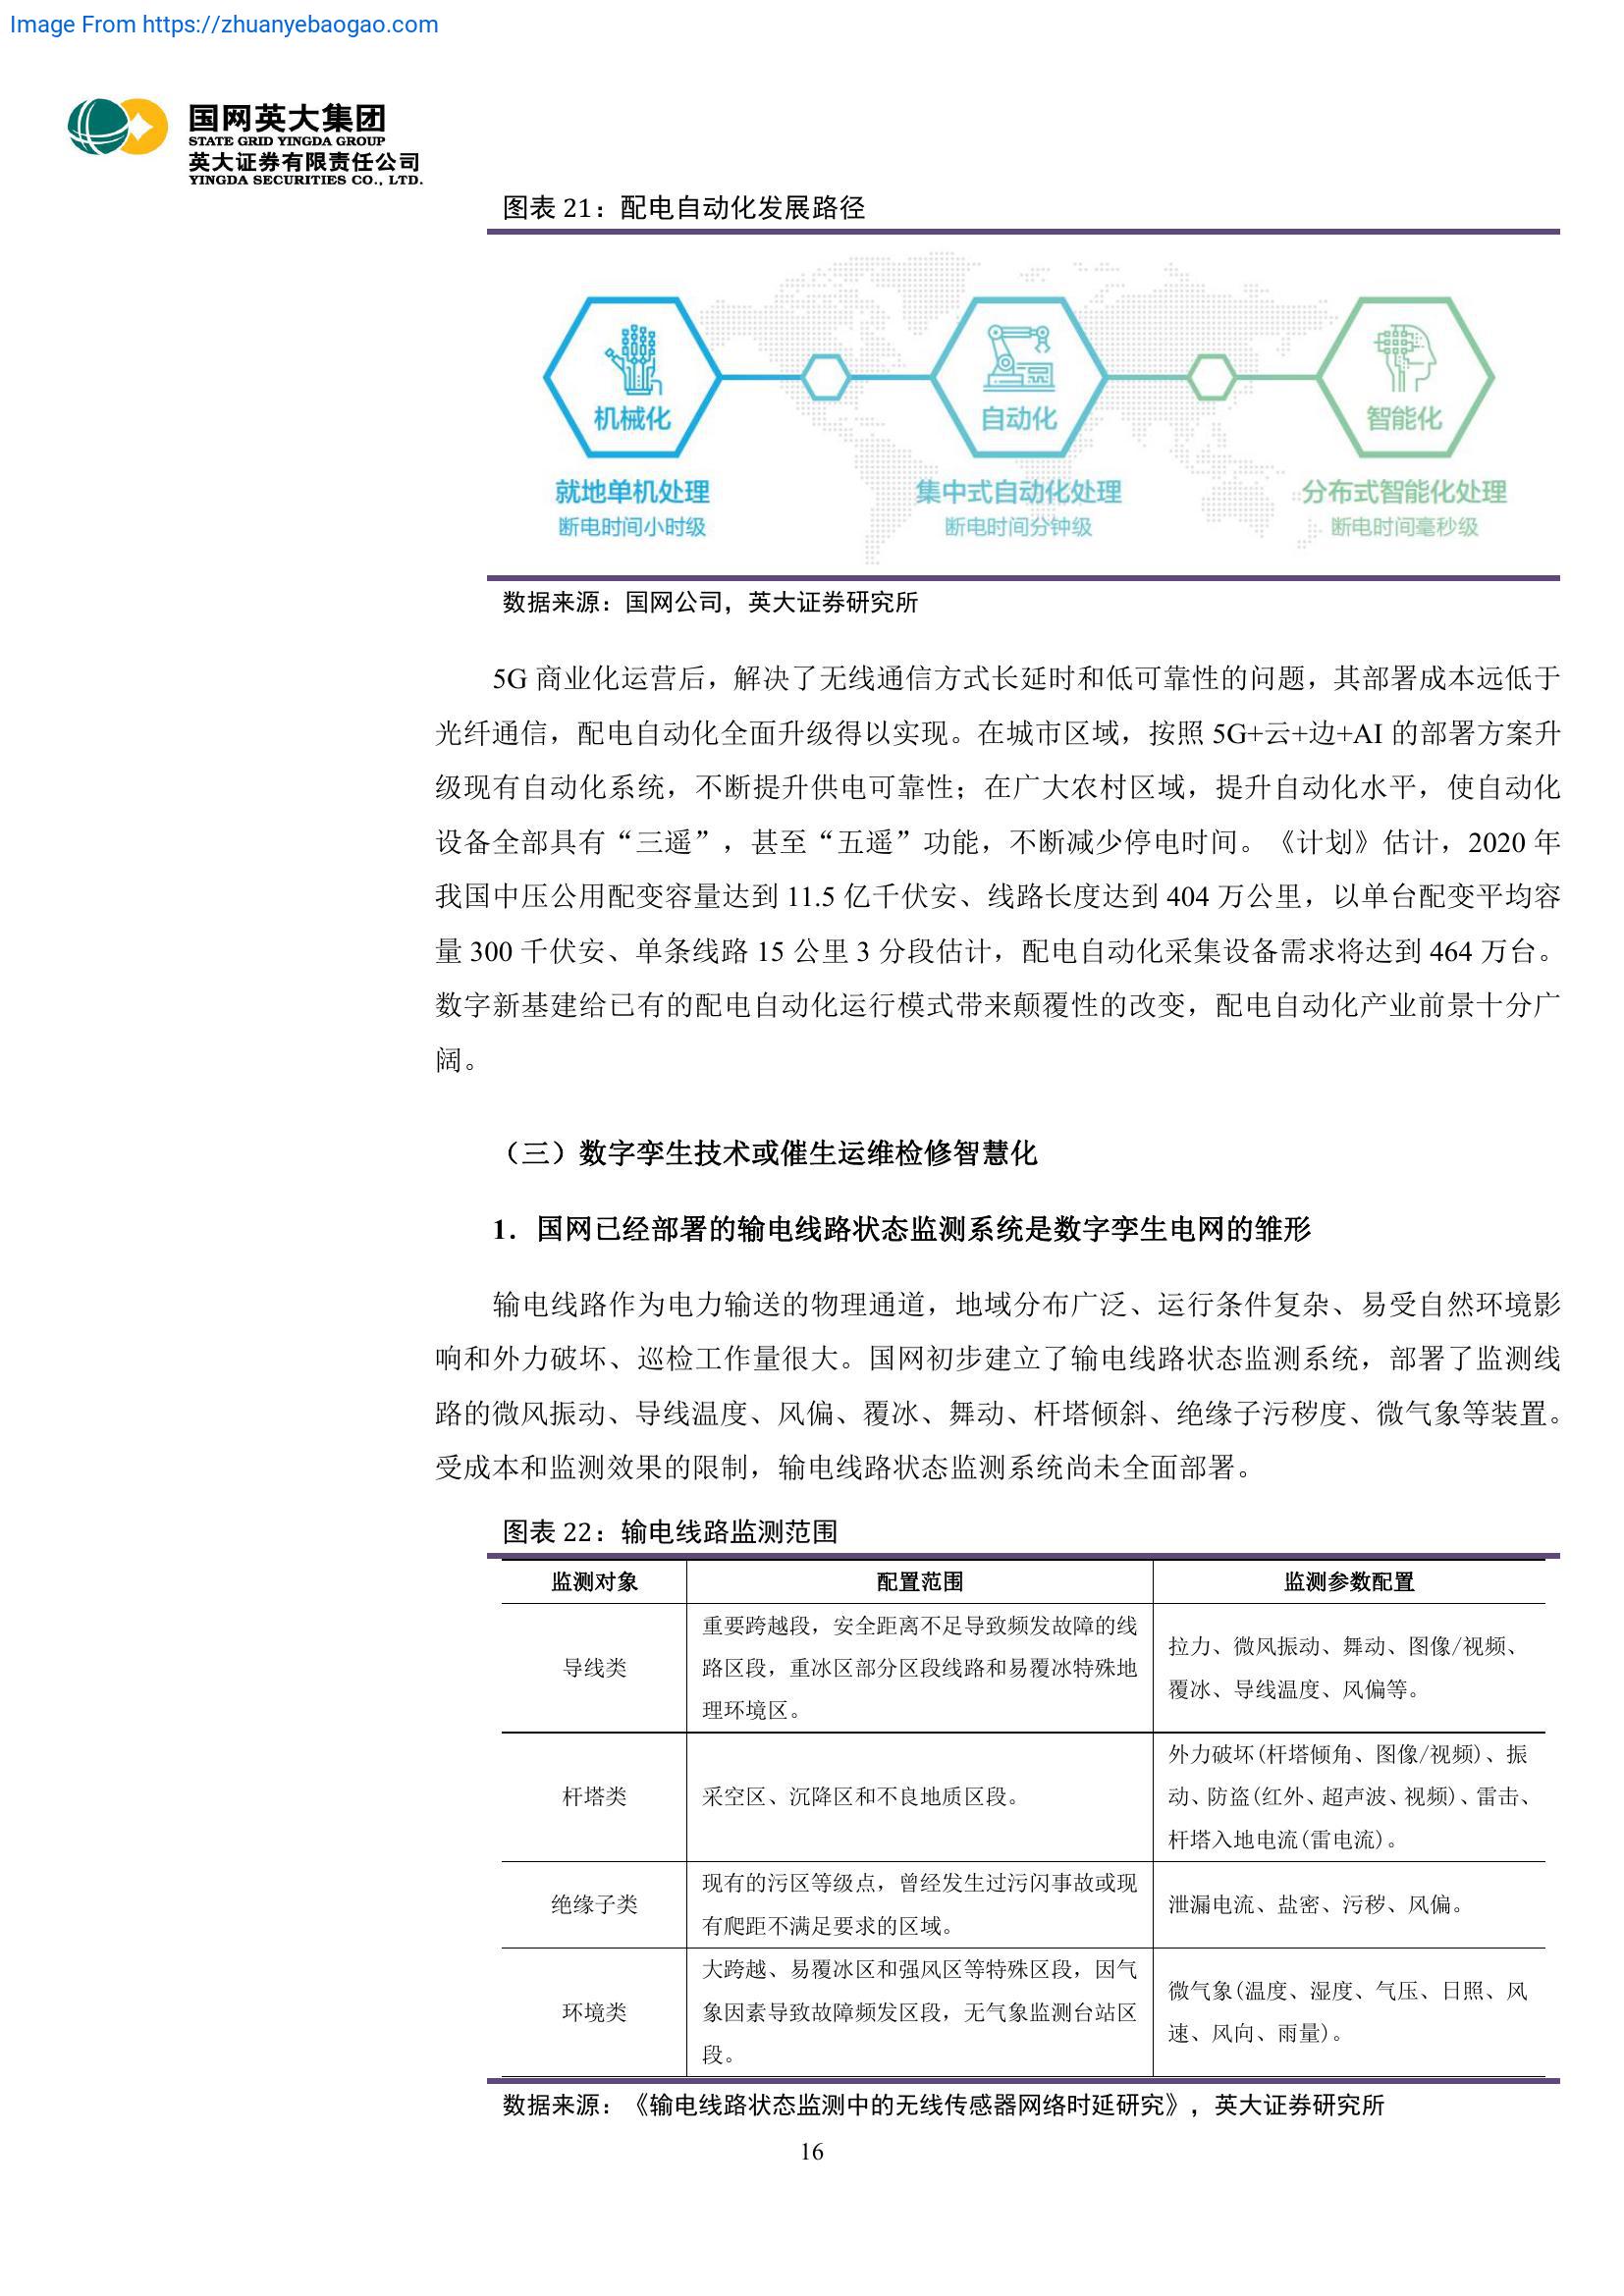 Image From https://zhuanyebaogao.com
国网英大集团
STATE GRID YINGDA GROUP
英大证券有限责任公司
YINGDA SECURITIES CO., LTD.
图表 21：配电自动化发展路径
机械化
自动化
智能化
就地单机处理
集中式自动化处理
分布式智能化处理
断电时间小时级
断电时间分钟级
断电时间毫秒级
数据来源：国网公司，英大证券研究所
5G 商业化运营后，解决了无线通信方式长延时和低可靠性的问题，其部署成本远低于
光纤通信，配电自动化全面升级得以实现。在城市区域，按照 5G+云+边+AI 的部署方案升
级现有自动化系统，不断提升供电可靠性；在广大农村区域，提升自动化水平，使自动化
设备全部具有“三遥”，甚至“五遥”功能，不断减少停电时间。《计划》估计，2020 年
我国中压公用配变容量达到 11.5 亿千伏安、线路长度达到 404 万公里，以单台配变平均容
量 300 千伏安、单条线路 15 公里 3 分段估计，配电自动化采集设备需求将达到 464 万台。
数字新基建给已有的配电自动化运行模式带来颠覆性的改变，配电自动化产业前景十分广
阔。
（三）数字孪生技术或催生运维检修智慧化
1．国网已经部署的输电线路状态监测系统是数字孪生电网的雏形
输电线路作为电力输送的物理通道，地域分布广泛、运行条件复杂、易受自然环境影
响和外力破坏、巡检工作量很大。国网初步建立了输电线路状态监测系统，部署了监测线
路的微风振动、导线温度、风偏、覆冰、舞动、杆塔倾斜、绝缘子污秽度、微气象等装置。
受成本和监测效果的限制，输电线路状态监测系统尚未全面部署。
图表 22：输电线路监测范围
监测对象
配置范围
监测参数配置
导线类
重要跨越段，安全距离不足导致频发故障的线
路区段，重冰区部分区段线路和易覆冰特殊地
理环境区。
拉力、微风振动、舞动、图像/视频、
覆冰、导线温度、风偏等。
杆塔类
采空区、沉降区和不良地质区段。
外力破坏(杆塔倾角、图像/视频)、振
动、防盗(红外、超声波、视频)、雷击、
杆塔入地电流(雷电流)。
绝缘子类
现有的污区等级点，曾经发生过污闪事故或现
有爬距不满足要求的区域。
泄漏电流、盐密、污秽、风偏。
环境类
大跨越、易覆冰区和强风区等特殊区段，因气
象因素导致故障频发区段，无气象监测台站区
段。
微气象(温度、湿度、气压、日照、风
速、风向、雨量)。
数据来源：《输电线路状态监测中的无线传感器网络时延研究》，英大证券研究所
16